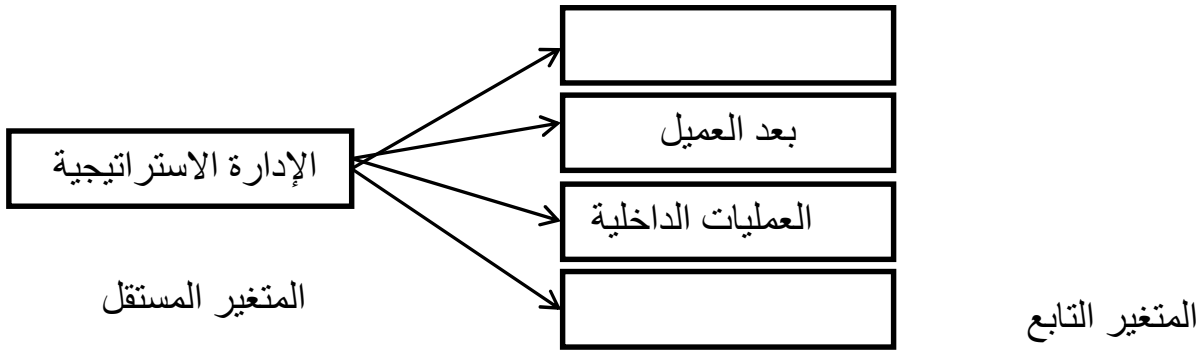 بعد العميل
الإدارة الاستراتيجية
العمليات الداخلية
المتغير المستقل
المتغير التابع